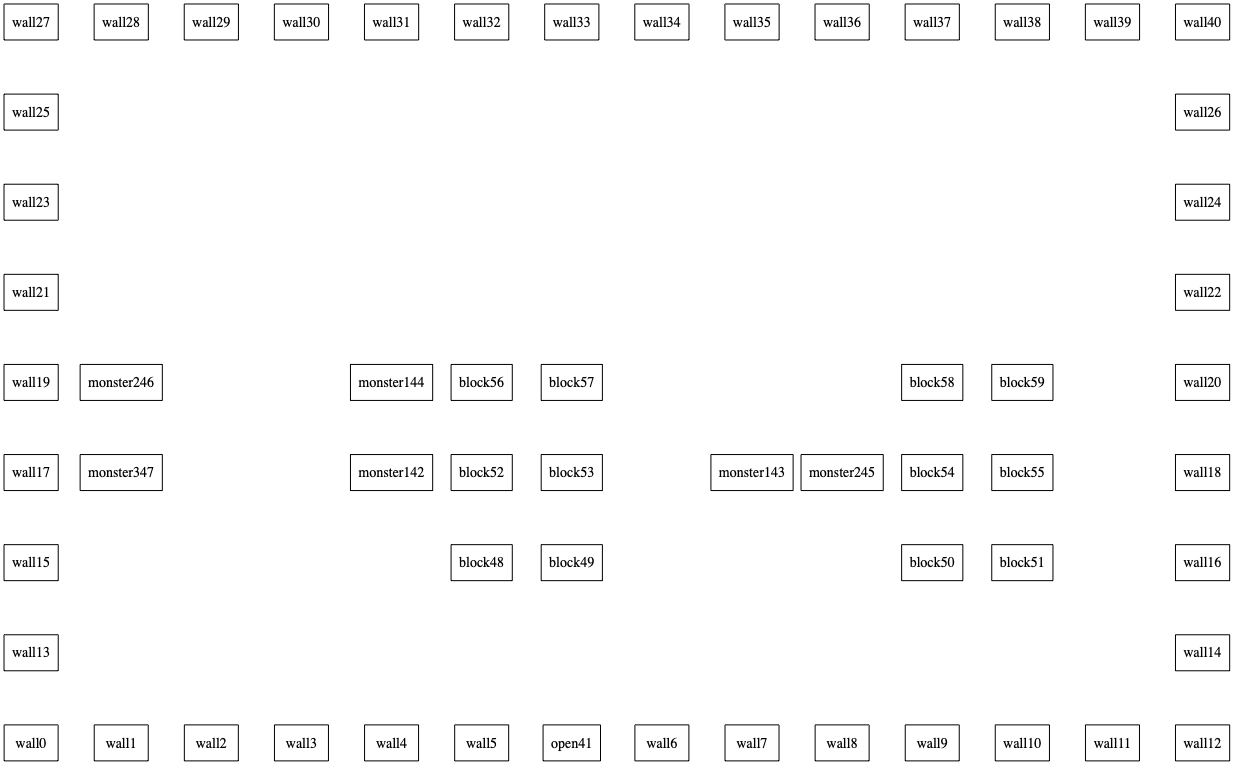 wall27 wall28 wall29 wall30 wall31 wall32 wall33 wall34 wall35 wall36 wall37 wall38 wall39 wall40
wall25 wall26
wall23 wall24
wall21 wall22
wall19 monster246 monster144 block56 block57 block58 block59 wall20
wall17 monster347 monster142 block52 block53 monster143 monster245 block54 block55 wall18
wall15 block48 block49 block50 block51 wall16
wall13 wall14
wall0 wall1 wall2 wall3 wall4 wall5 open41 wall6 wall7 wall8 wall9 wall10 wall11 wall12